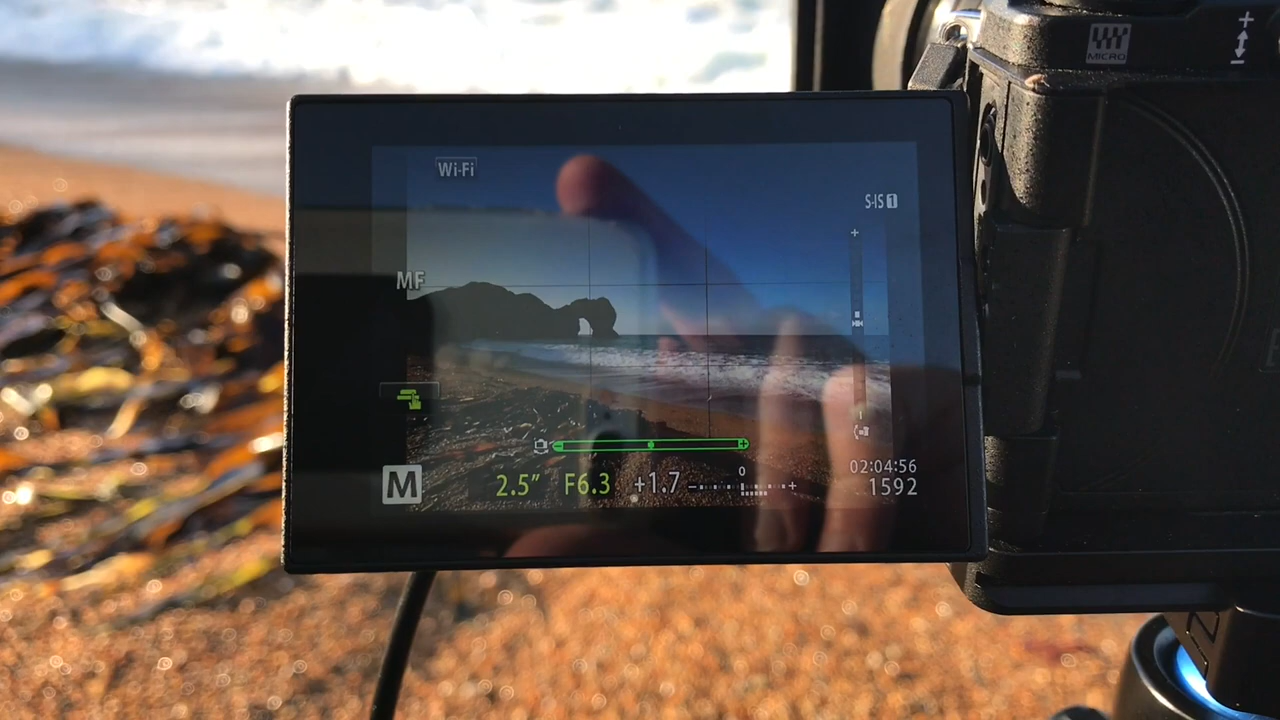 MICRO
Wi-Fi
S-IS 1
MF
M
2.5" F6.3 +1.7 0
02:04:56
1592